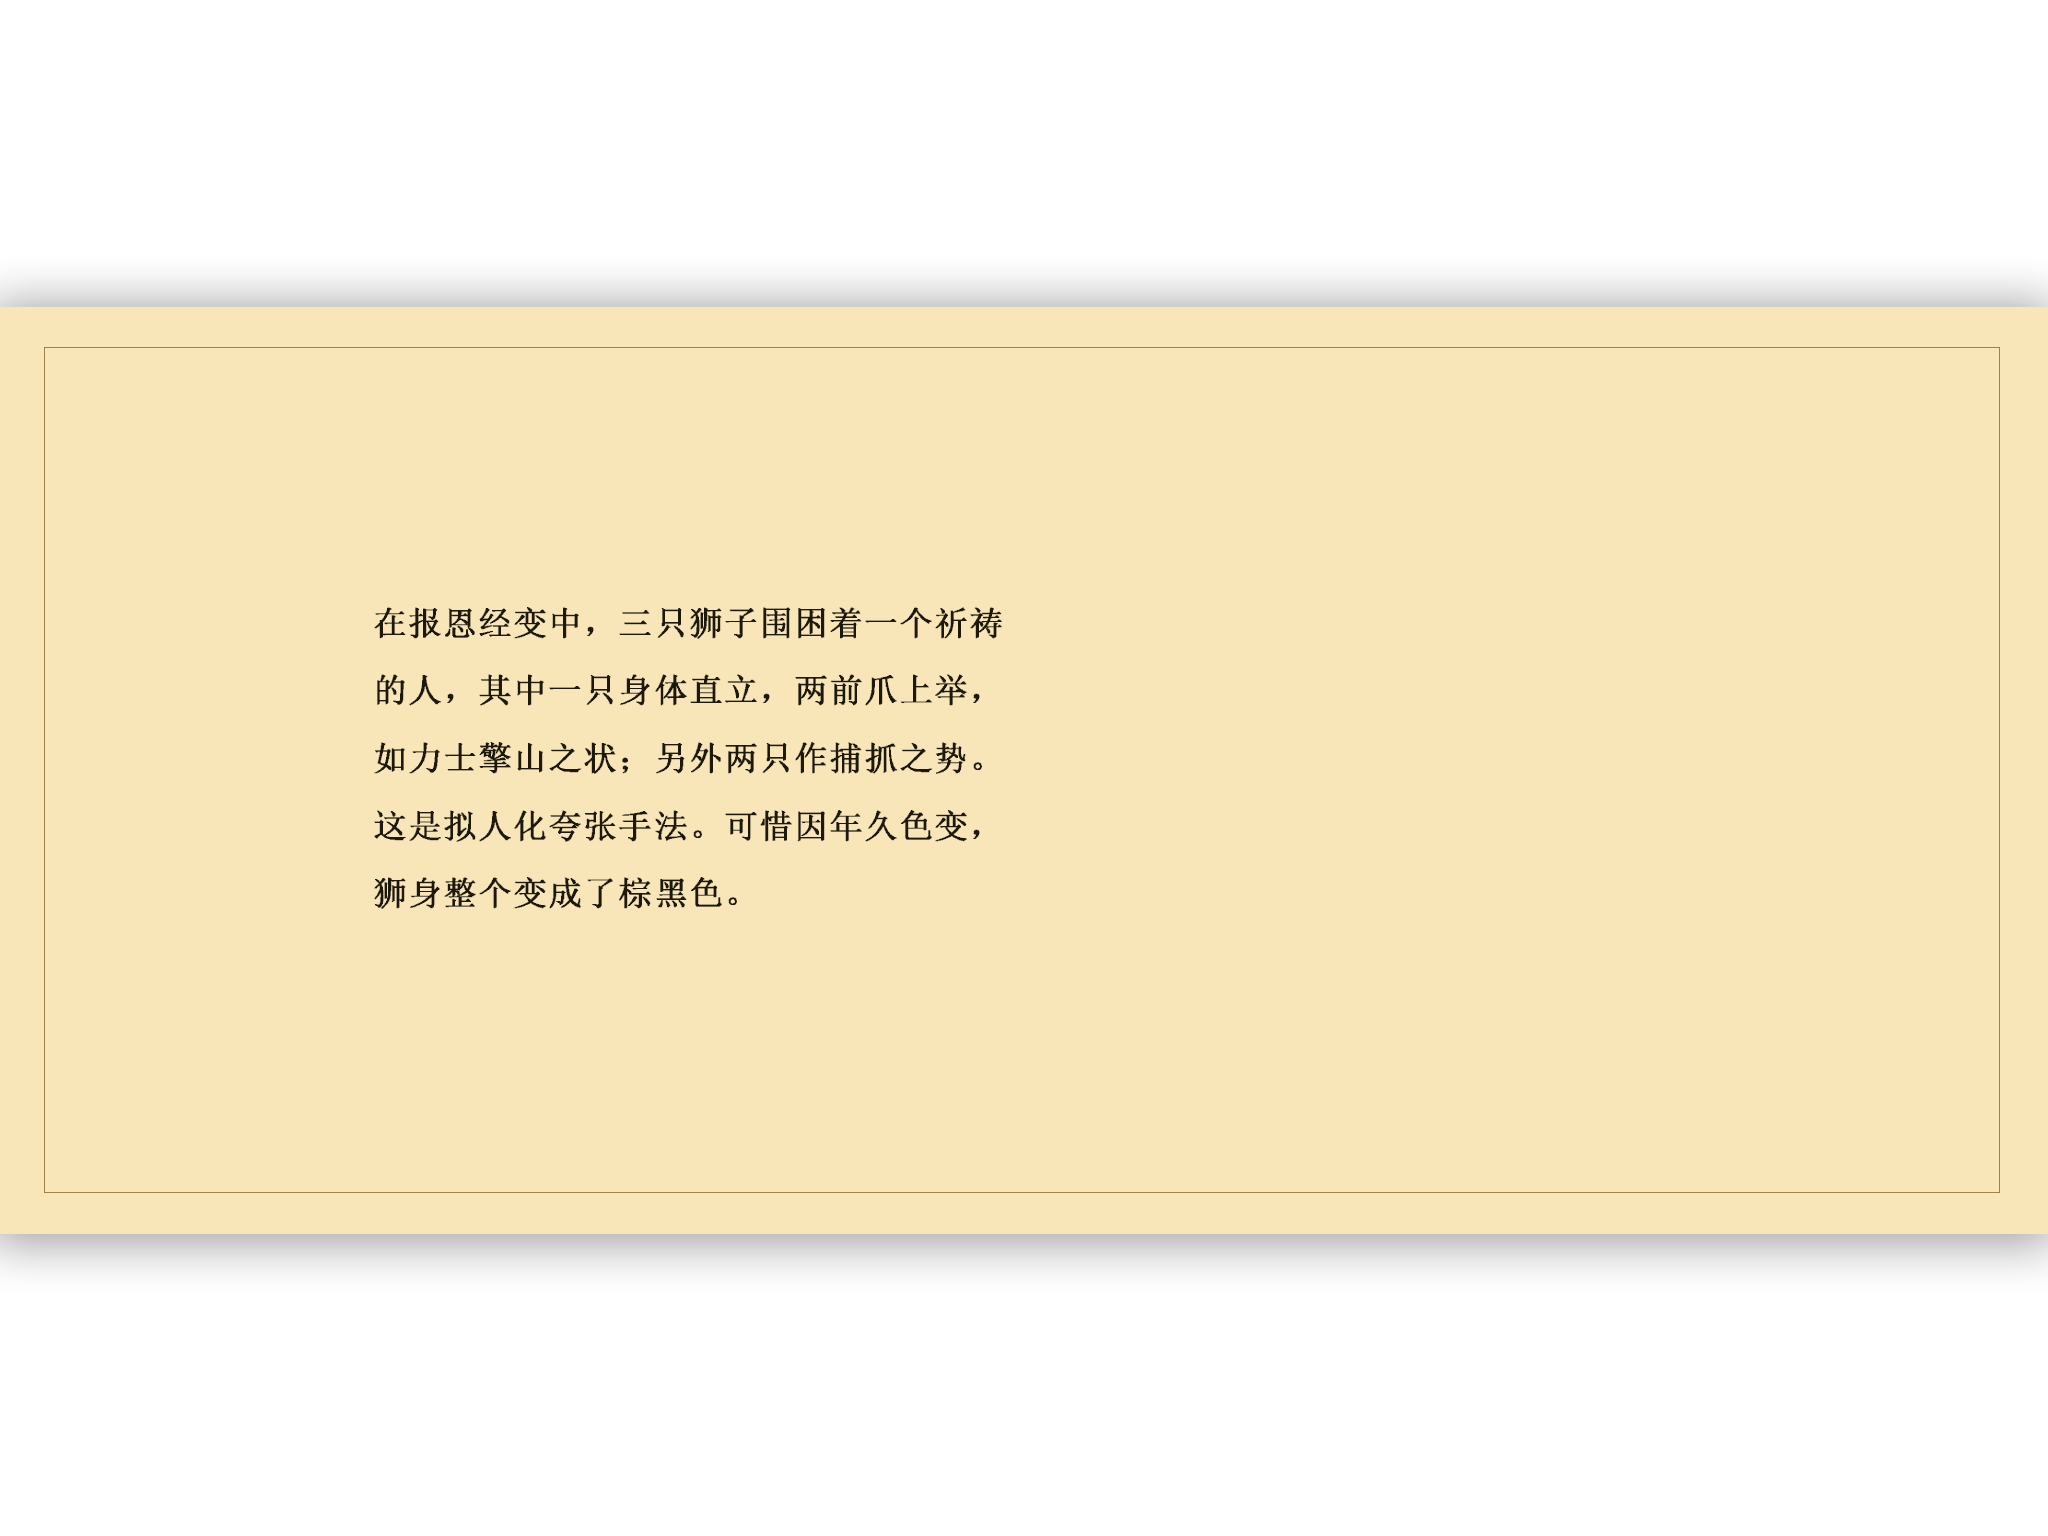 在报恩经变中，三只狮子围困着一个祈祷
的人，其中一只身体直立，两前爪上举，
如力士擎山之状；另外两只作捕抓之势。
这是拟人化夸张手法。可惜因年久色变，
狮身整个变成了棕黑色。